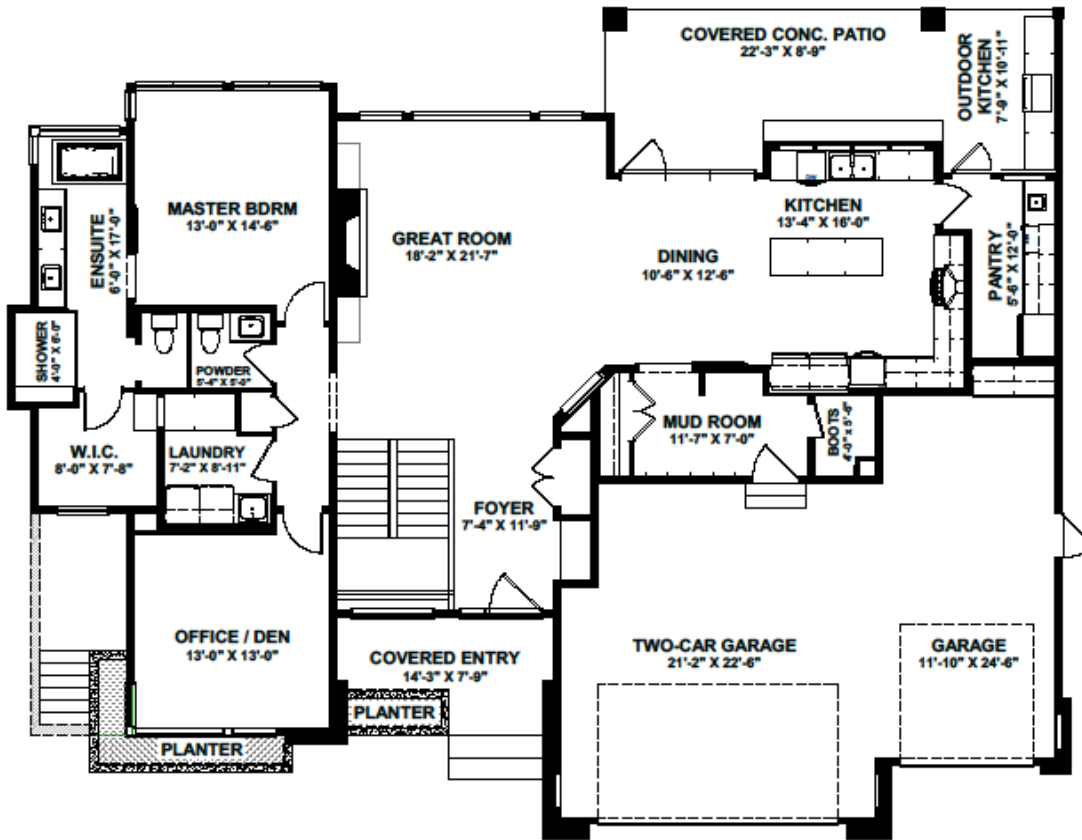 COVERED CONC. PATIO
22'-3" X 8'-9"
OUTDOOR
KITCHEN
7'-9" X 10'-11"
MASTER BDRM
13'-0" X 14'-6"
ENSUITE
6'-0" X 17'-0"
GREAT ROOM
18'-2" X 21'-7"
KITCHEN
13'-4" X 16'-0"
DINING
10'-6" X 12'-6"
PANTRY
5'-6" X 12'-0"
SHOWER
4'-0" X 6'-0"
POWDER
5'-4" X 5'-0"
W.I.C.
8'-0" X 7'-8"
LAUNDRY
7'-2" X 8'-11"
MUD ROOM
11'-7" X 7'-0"
BOOTS
4'-0" X 5'-6"
FOYER
7'-4" X 11'-9"
OFFICE / DEN
13'-0" X 13'-0"
COVERED ENTRY
14'-3" X 7'-9"
TWO-CAR GARAGE
21'-2" X 22'-6"
GARAGE
11'-10" X 24'-6"
PLANTER
PLANTER